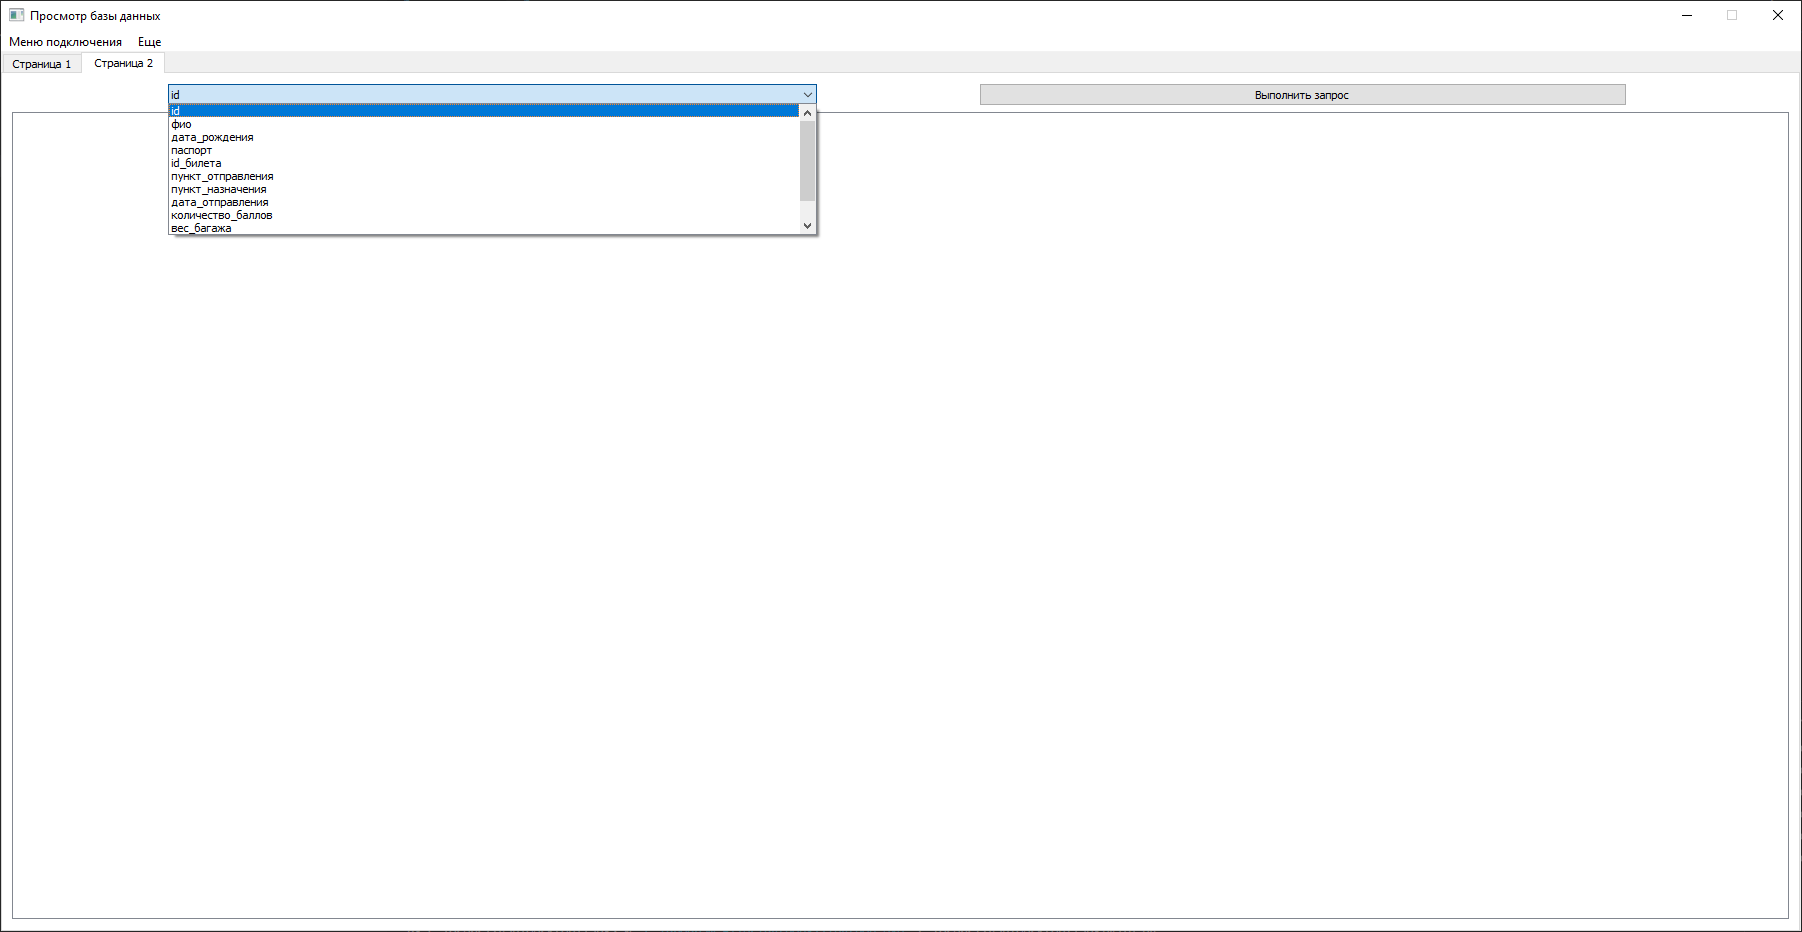 Просмотр базы данных
Меню подключения Еще
Страница 1 Страница 2
id Выполнить запрос
id
фио
дата_рождения
паспорт
id_билета
пункт_отправления
пункт_назначения
дата_отправления
количество_баллов
вес_багажа